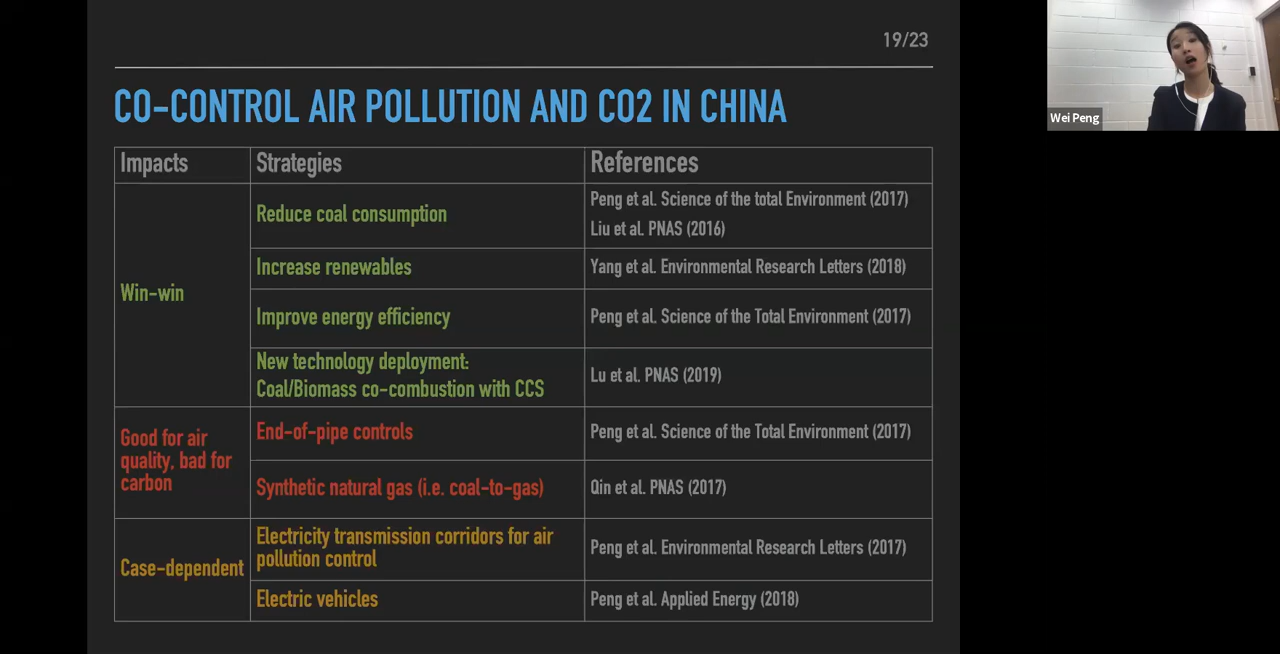 19/23
CO-CONTROL AIR POLLUTION AND CO2 IN CHINA
Impacts Strategies References
Win-win
Reduce coal consumption
Peng et al. Science of the total Environment (2017)
Liu et al. PNAS (2016)
Increase renewables
Yang et al. Environmental Research Letters (2018)
Improve energy efficiency
Peng et al. Science of the Total Environment (2017)
New technology deployment:
Coal/Biomass co-combustion with CCS
Lu et al. PNAS (2019)
Good for air
quality, bad for
carbon
End-of-pipe controls
Peng et al. Science of the Total Environment (2017)
Synthetic natural gas (i.e. coal-to-gas)
Qin et al. PNAS (2017)
Case-dependent
Electricity transmission corridors for air
pollution control
Peng et al. Environmental Research Letters (2017)
Electric vehicles
Peng et al. Applied Energy (2018)
Wei Peng